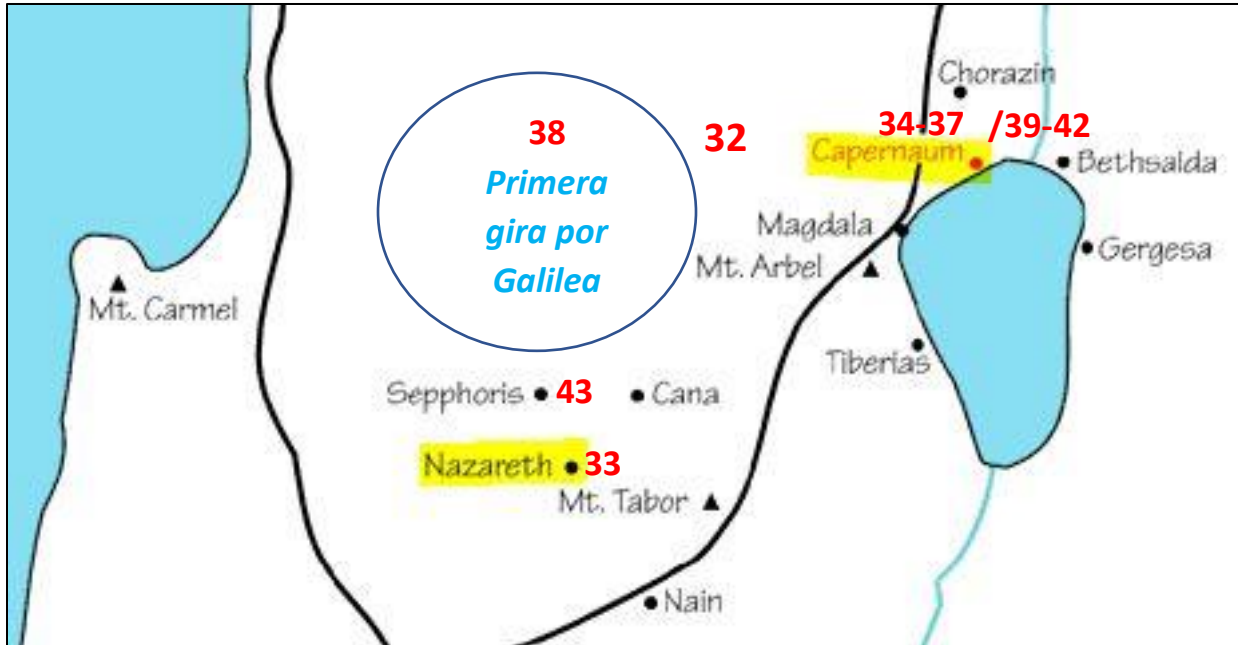 Chorazin
38
32
34-37 /39-42
Capernaum
Bethsalda
Primera
gira por
Galilea
Magdala
Gergesa
Mt. Arbel
Mt. Carmel
Tiberias
Sepphoris 43 Cana
Nazareth 33
Mt. Tabor
Nain